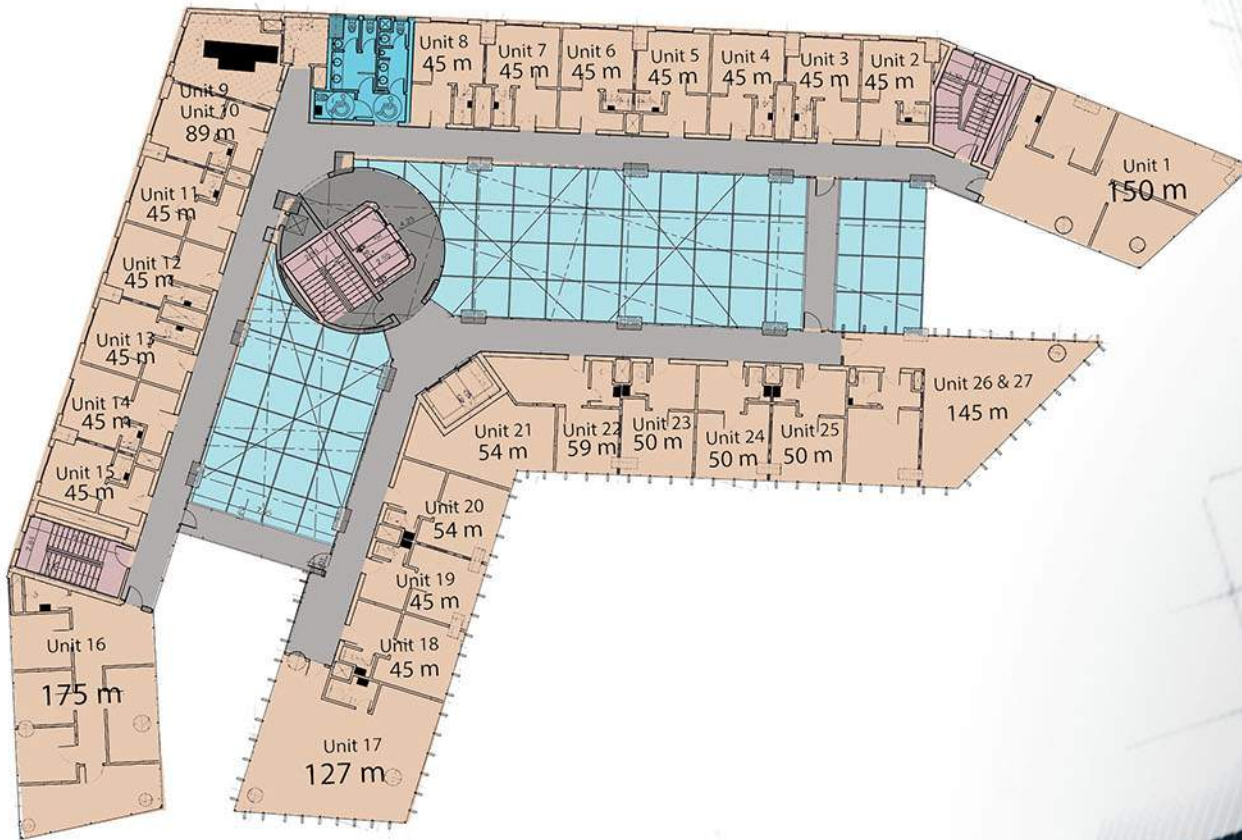 Unit 8
45 m
Unit 7
45 m
Unit 6
45 m
Unit 5
45 m
Unit 4
45 m
Unit 3
45 m
Unit 2
45 m
Unit 1
150 m
Unit 9
Unit 10
89 m
Unit 11
45 m
Unit 12
45 m
Unit 13
45 m
Unit 14
45 m
Unit 15
45 m
Unit 16
175 m
Unit 17
127 m
Unit 18
45 m
Unit 19
45 m
Unit 20
54 m
Unit 21
54 m
Unit 22
59 m
Unit 23
50 m
Unit 24
50 m
Unit 25
50 m
Unit 26 & 27
145 m